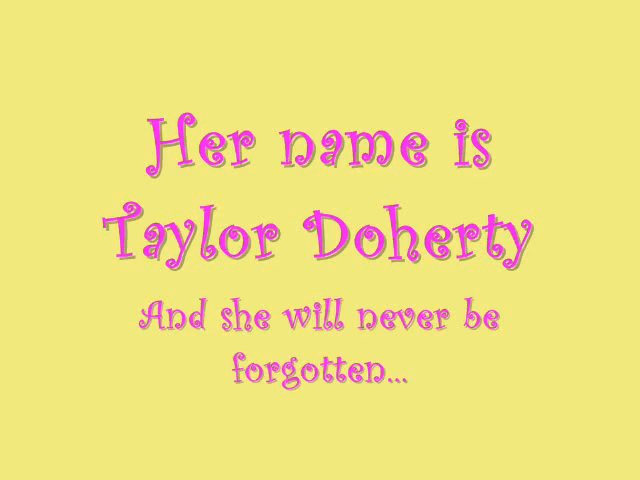 Her name is
Taylor Doherty
And she will never be
forgotten...